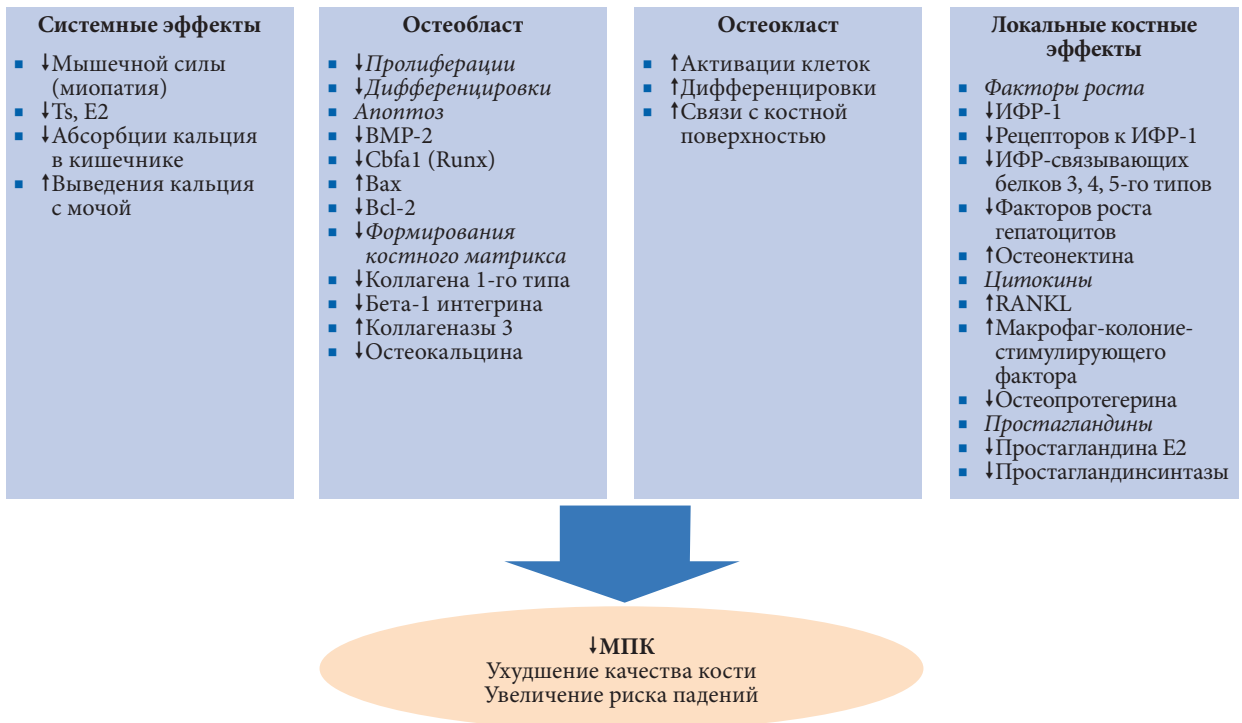 Системные эффекты
↓Мышечной силы
(миопатия)
↓Ts, E2
↓Абсорбции кальция
в кишечнике
↑Выведения кальция
с мочой
Остеобласт
↓Пролиферации
↓Дифференцировки
Апоптоз
↓BMP-2
↓Cbfa1 (Runx)
↑Bax
↓Bcl-2
↓Формирования
костного матрикса
↓Коллагена 1-го типа
↓Бета-1 интегрина
↑Коллагеназы 3
↓Остеокальцина
Остеокласт
↑Активации клеток
↑Дифференцировки
↑Связи с костной
поверхностью
Локальные костные
эффекты
Факторы роста
↓ИФР-1
↓Рецепторов к ИФР-1
↓ИФР-связывающих
белков 3, 4, 5-го типов
↓Факторов роста
гепатоцитов
↑Остеонектина
Цитокины
↑RANKL
↑Макрофаг-колоние-
стимулирующего
фактора
↓Остеопротегерина
Простагландины
↓Простагландина E2
↓Простагландинсинтазы
↓МПК
Ухудшение качества кости
Увеличение риска падений